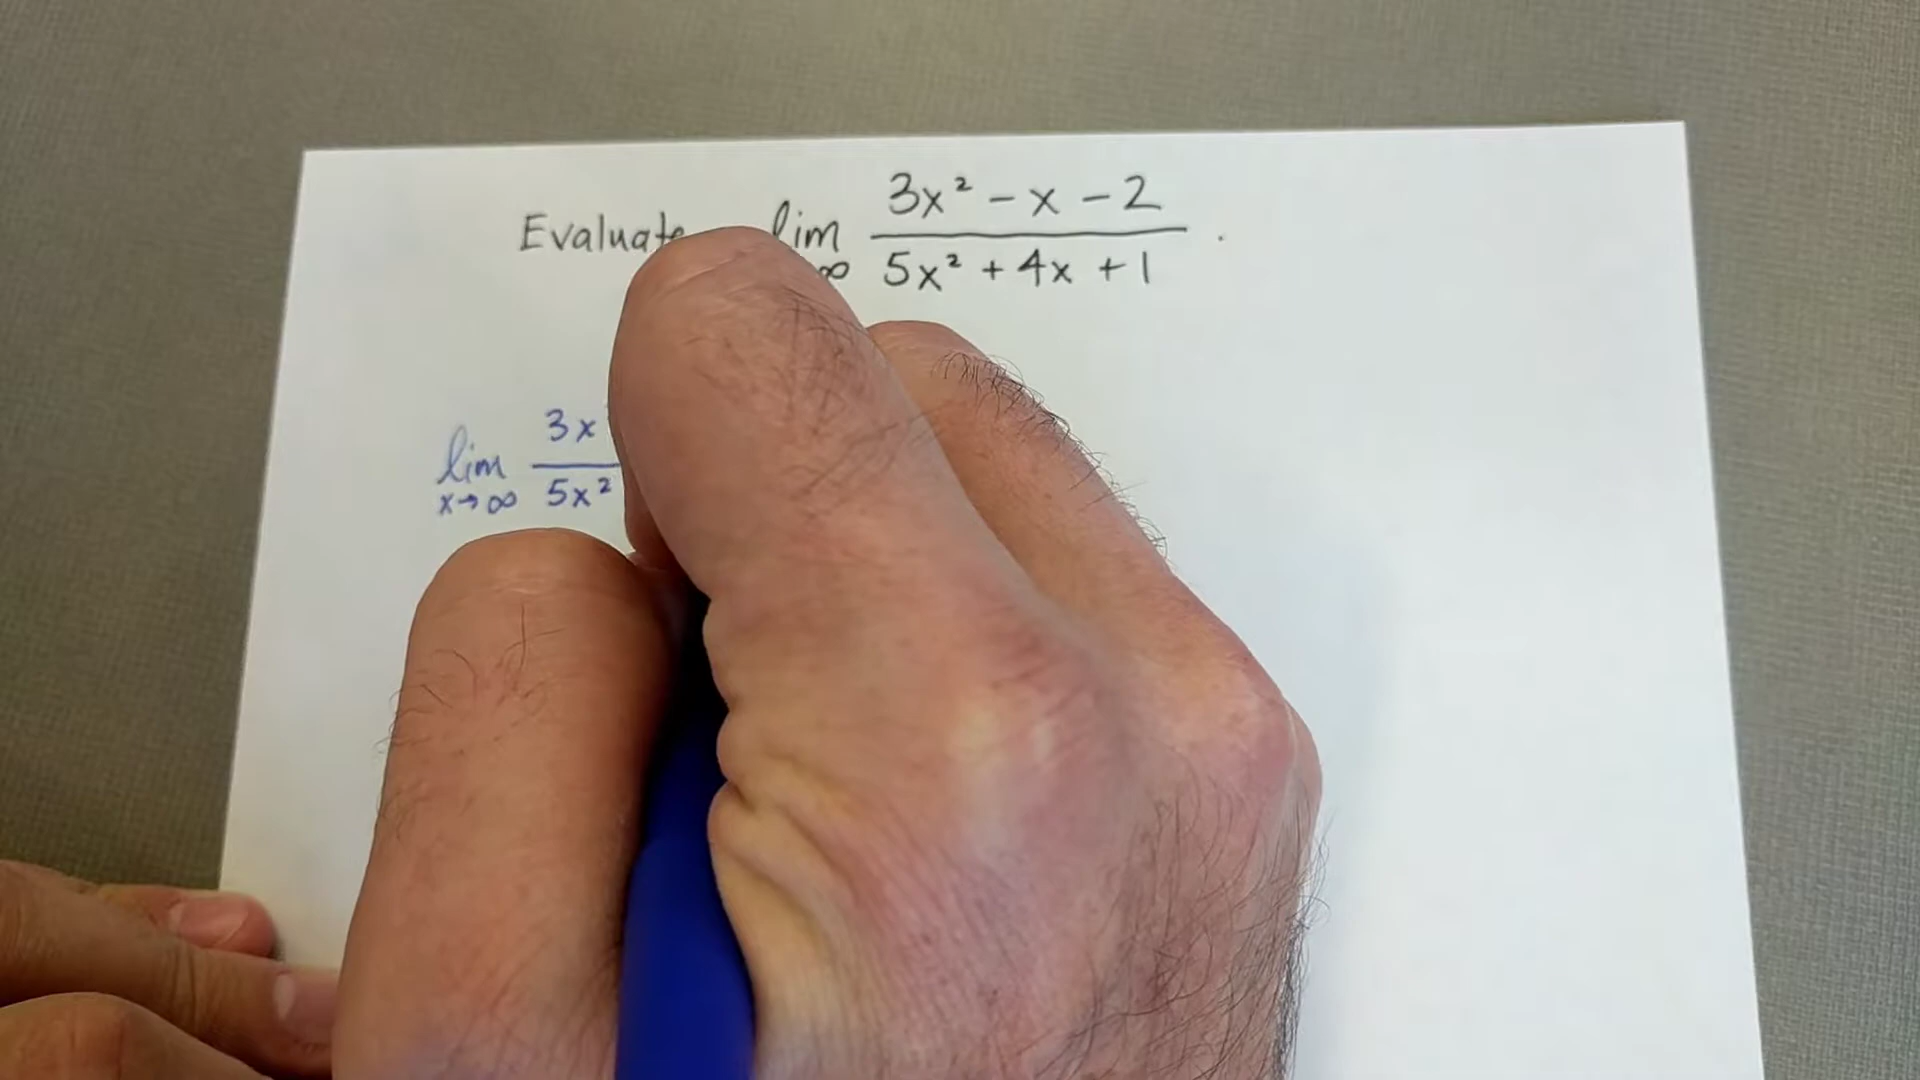 Evaluate lim 3x² - x - 2 / 5x² + 4x + 1 .
∞
lim 3x / 5x²
x→∞